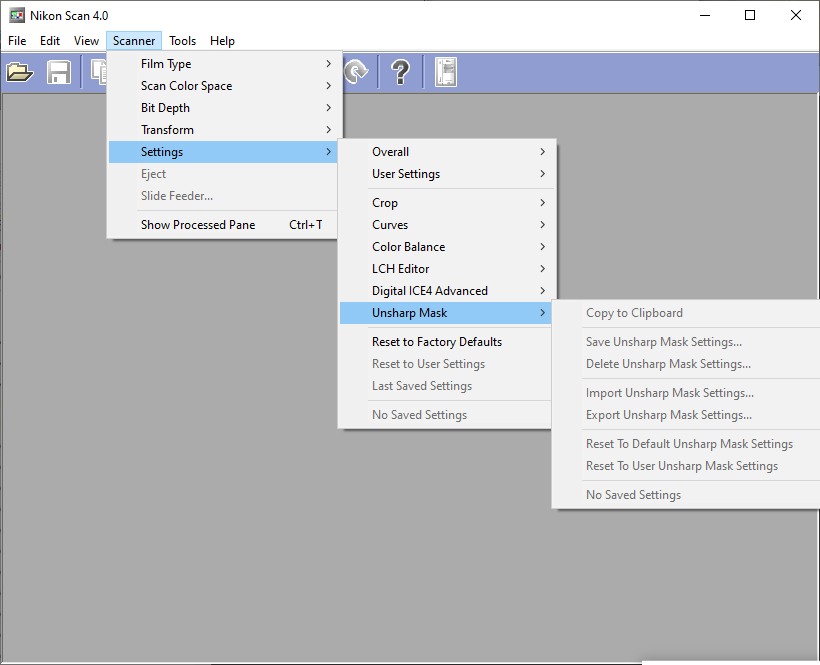 Nikon Scan 4.0
File Edit View Scanner Tools Help
Film Type
Scan Color Space
Bit Depth
Transform
Settings
Eject
Slide Feeder...
Show Processed Pane Ctrl+T
Overall
User Settings
Crop
Curves
Color Balance
LCH Editor
Digital ICE4 Advanced
Unsharp Mask
Reset to Factory Defaults
Reset to User Settings
Last Saved Settings
No Saved Settings
Copy to Clipboard
Save Unsharp Mask Settings...
Delete Unsharp Mask Settings...
Import Unsharp Mask Settings...
Export Unsharp Mask Settings...
Reset To Default Unsharp Mask Settings
Reset To User Unsharp Mask Settings
No Saved Settings